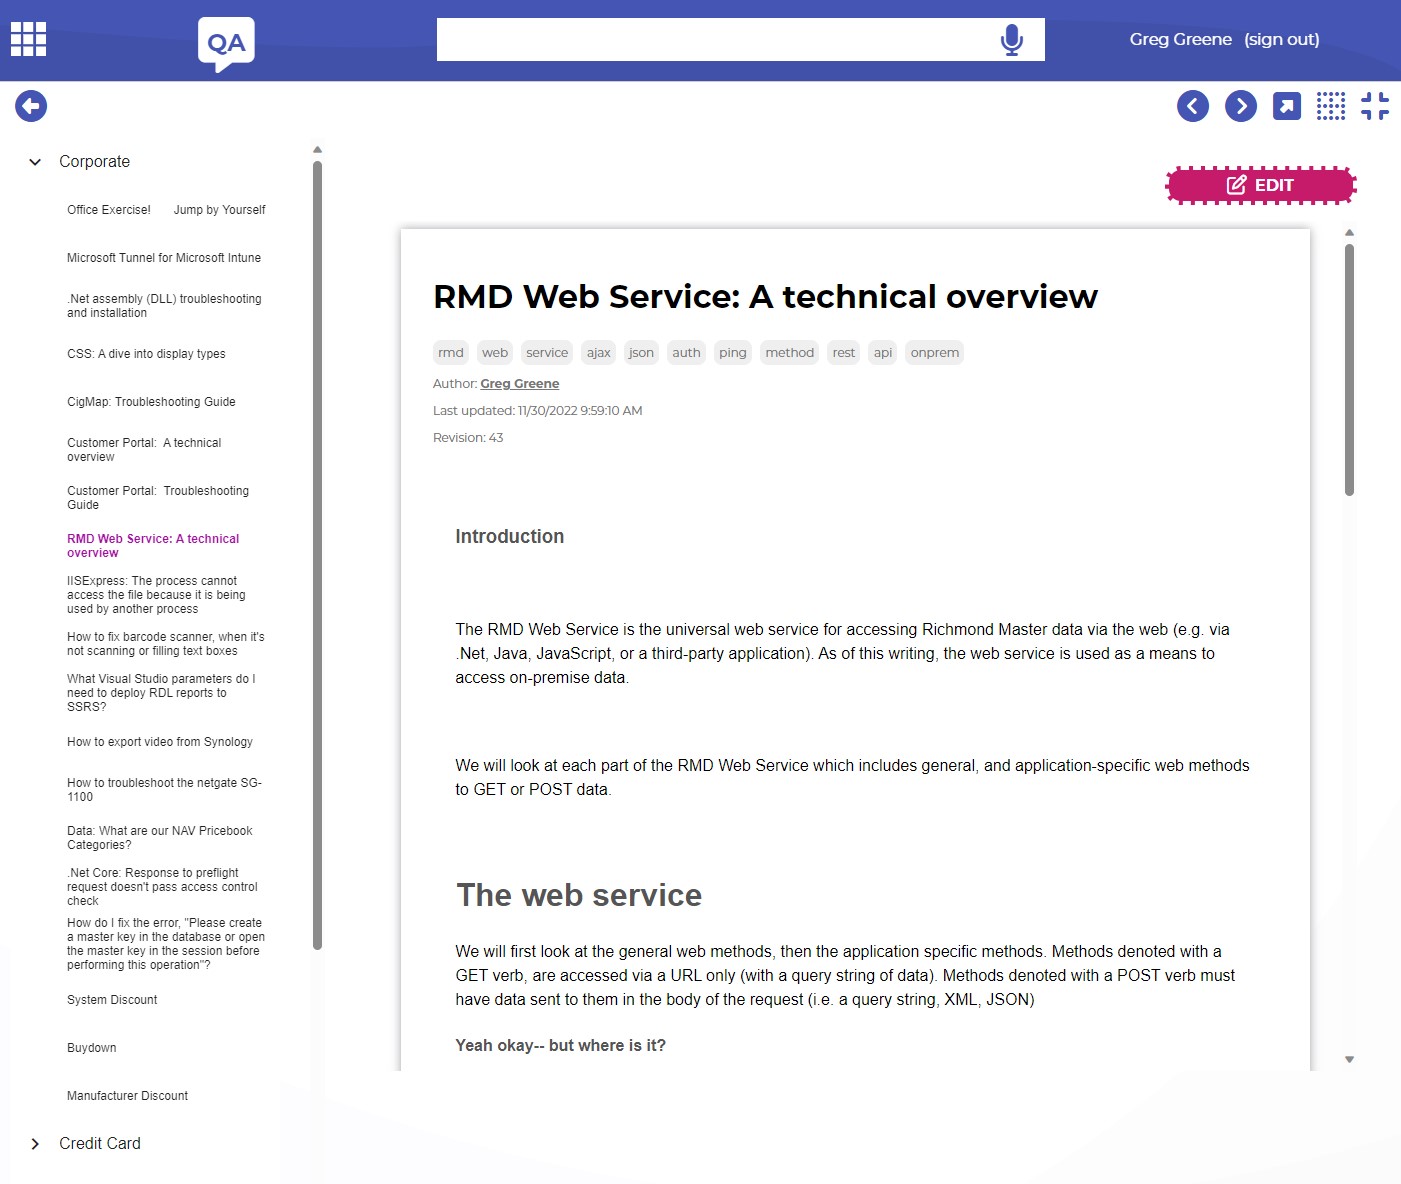 QA
Greg Greene (sign out)
Corporate
Office Exercise! Jump by Yourself
Microsoft Tunnel for Microsoft Intune
.Net assembly (DLL) troubleshooting
and installation
CSS: A dive into display types
CigMap: Troubleshooting Guide
Customer Portal: A technical
overview
Customer Portal: Troubleshooting
Guide
RMD Web Service: A technical
overview
IISExpress: The process cannot
access the file because it is being
used by another process
How to fix barcode scanner, when it's
not scanning or filling text boxes
What Visual Studio parameters do I
need to deploy RDL reports to
SSRS?
How to export video from Synology
How to troubleshoot the netgate SG-
1100
Data: What are our NAV Pricebook
Categories?
.Net Core: Response to preflight
request doesn't pass access control
check
How do I fix the error, "Please create
a master key in the database or open
the master key in the session before
performing this operation"?
System Discount
Buydown
Manufacturer Discount
Credit Card
EDIT
RMD Web Service: A technical overview
rmd web service ajax json auth ping method rest api onprem
Author: Greg Greene
Last updated: 11/30/2022 9:59:10 AM
Revision: 43
Introduction
The RMD Web Service is the universal web service for accessing Richmond Master data via the web (e.g. via
.Net, Java, JavaScript, or a third-party application). As of this writing, the web service is used as a means to
access on-premise data.
We will look at each part of the RMD Web Service which includes general, and application-specific web methods
to GET or POST data.
The web service
We will first look at the general web methods, then the application specific methods. Methods denoted with a
GET verb, are accessed via a URL only (with a query string of data). Methods denoted with a POST verb must
have data sent to them in the body of the request (i.e. a query string, XML, JSON)
Yeah okay-- but where is it?